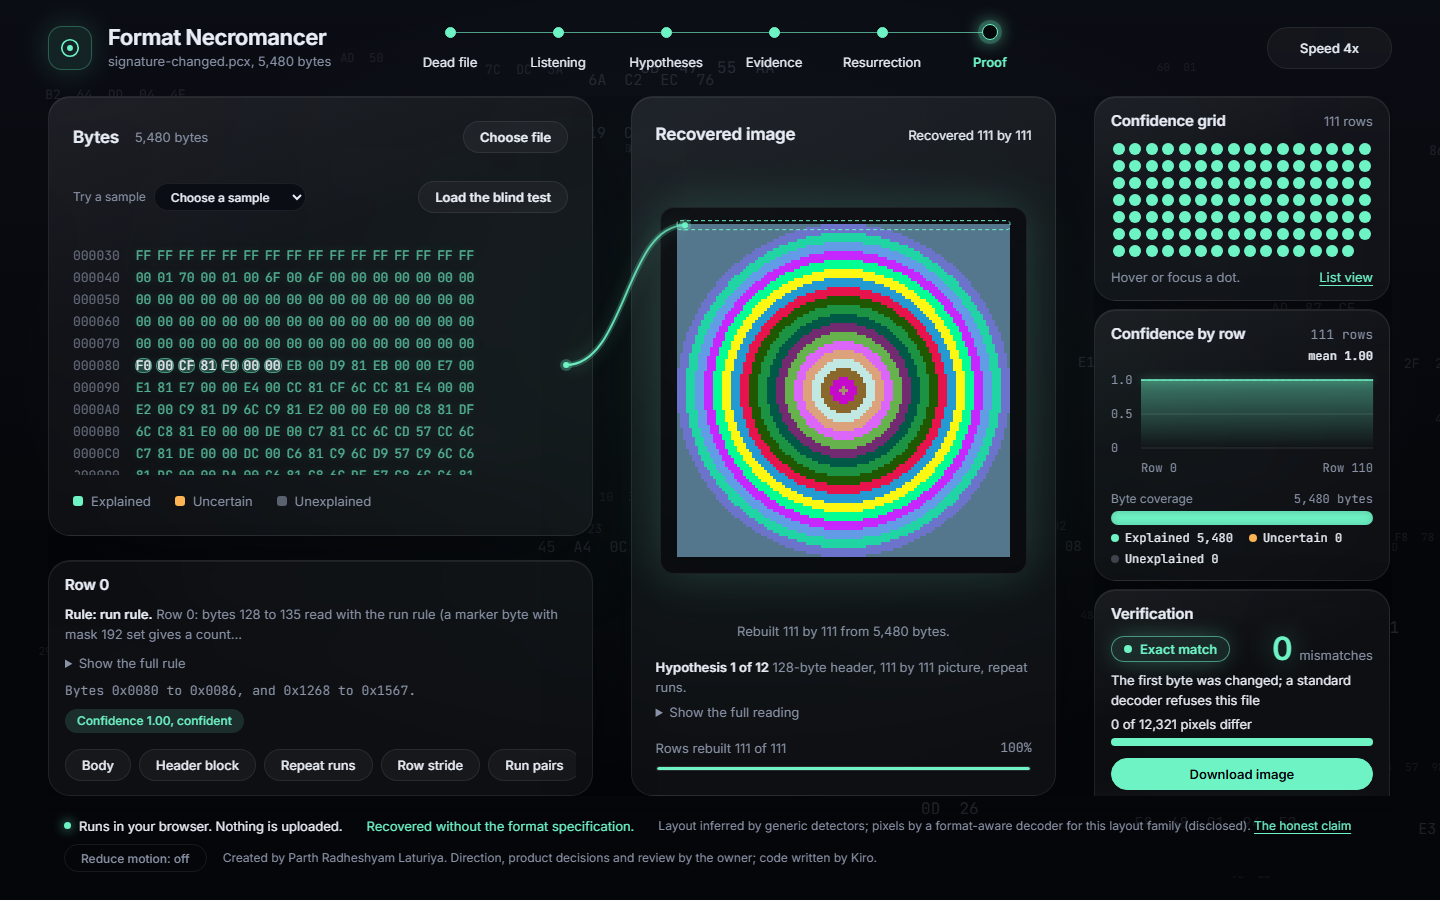 Format Necromancer
signature-changed.pcx, 5,480 bytes
Dead file
Listening
Hypotheses
Evidence
Resurrection
Proof
Speed 4x
Bytes
5,480 bytes
Choose file
Try a sample
Choose a sample
Load the blind test
000030 FF FF FF FF FF FF FF FF FF FF FF FF FF FF FF FF
000040 00 01 70 00 01 00 6F 00 6F 00 00 00 00 00 00 00
000050 00 00 00 00 00 00 00 00 00 00 00 00 00 00 00 00
000060 00 00 00 00 00 00 00 00 00 00 00 00 00 00 00 00
000070 00 00 00 00 00 00 00 00 00 00 00 00 00 00 00 00
000080 F0 00 CF 81 F0 00 00 EB 00 D9 81 EB 00 00 E7 00
000090 E1 81 E7 00 00 E4 00 CC 81 CF 6C CC 81 E4 00 00
0000A0 E2 00 C9 81 D9 6C C9 81 E2 00 00 E0 00 C8 81 DF
0000B0 6C C8 81 E0 00 00 DE 00 C7 81 CC 6C CD 57 CC 6C
0000C0 C7 81 DE 00 00 DC 00 C6 81 C9 6C D9 57 C9 6C C6
Explained
Uncertain
Unexplained
Row 0
Rule: run rule. Row 0: bytes 128 to 135 read with the run rule (a marker byte with
mask 192 set gives a count...
Show the full rule
Bytes 0x0080 to 0x0086, and 0x1268 to 0x1567.
Confidence 1.00, confident
Body
Header block
Repeat runs
Row stride
Run pairs
Recovered image
Recovered 111 by 111
Rebuilt 111 by 111 from 5,480 bytes.
Hypothesis 1 of 12 128-byte header, 111 by 111 picture, repeat
runs.
Show the full reading
Rows rebuilt 111 of 111
100%
Confidence grid
111 rows
Hover or focus a dot.
List view
Confidence by row
111 rows
mean 1.00
1.0
0.5
0
Row 0
Row 110
Byte coverage
5,480 bytes
Explained 5,480
Uncertain 0
Unexplained 0
Verification
Exact match
0 mismatches
The first byte was changed; a standard
decoder refuses this file
0 of 12,321 pixels differ
Download image
Runs in your browser. Nothing is uploaded.
Recovered without the format specification.
Layout inferred by generic detectors; pixels by a format-aware decoder for this layout family (disclosed). The honest claim
Reduce motion: off
Created by Parth Radheshyam Laturiya. Direction, product decisions and review by the owner; code written by Kiro.